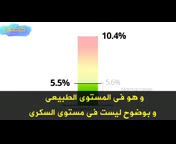 10.4%
5.5%
5.6%
و هو فى المستوى الطبيعى
و بوضوح ليست فى مستوى السكرى